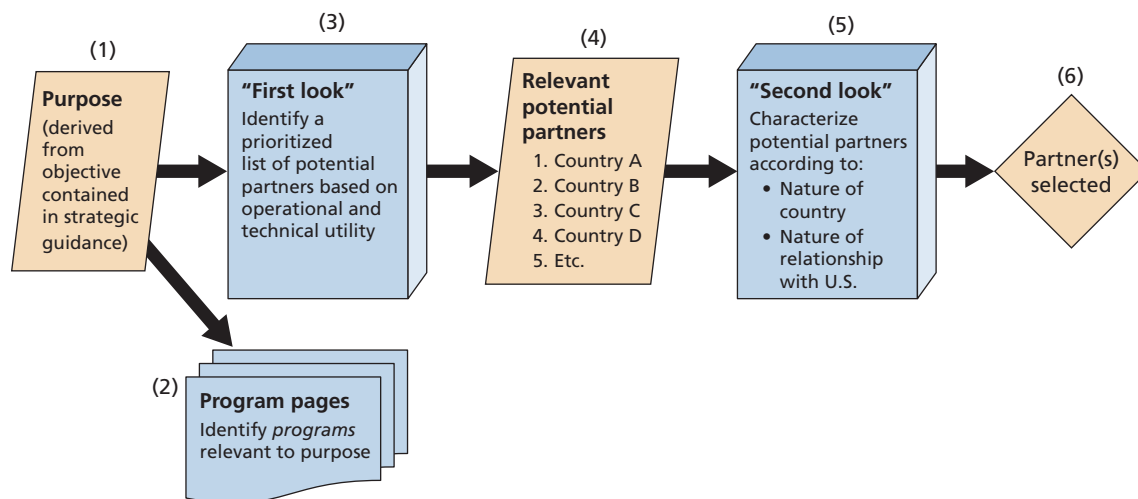 (1)
Purpose
(derived
from
objective
contained
in strategic
guidance)
(2)
Program pages
Identify programs
relevant to purpose
(3)
"First look"
Identify a
prioritized
list of potential
partners based on
operational and
technical utility
(4)
Relevant
potential
partners
1. Country A
2. Country B
3. Country C
4. Country D
5. Etc.
(5)
"Second look"
Characterize
potential partners
according to:
• Nature of
country
• Nature of
relationship
with U.S.
(6)
Partner(s)
selected